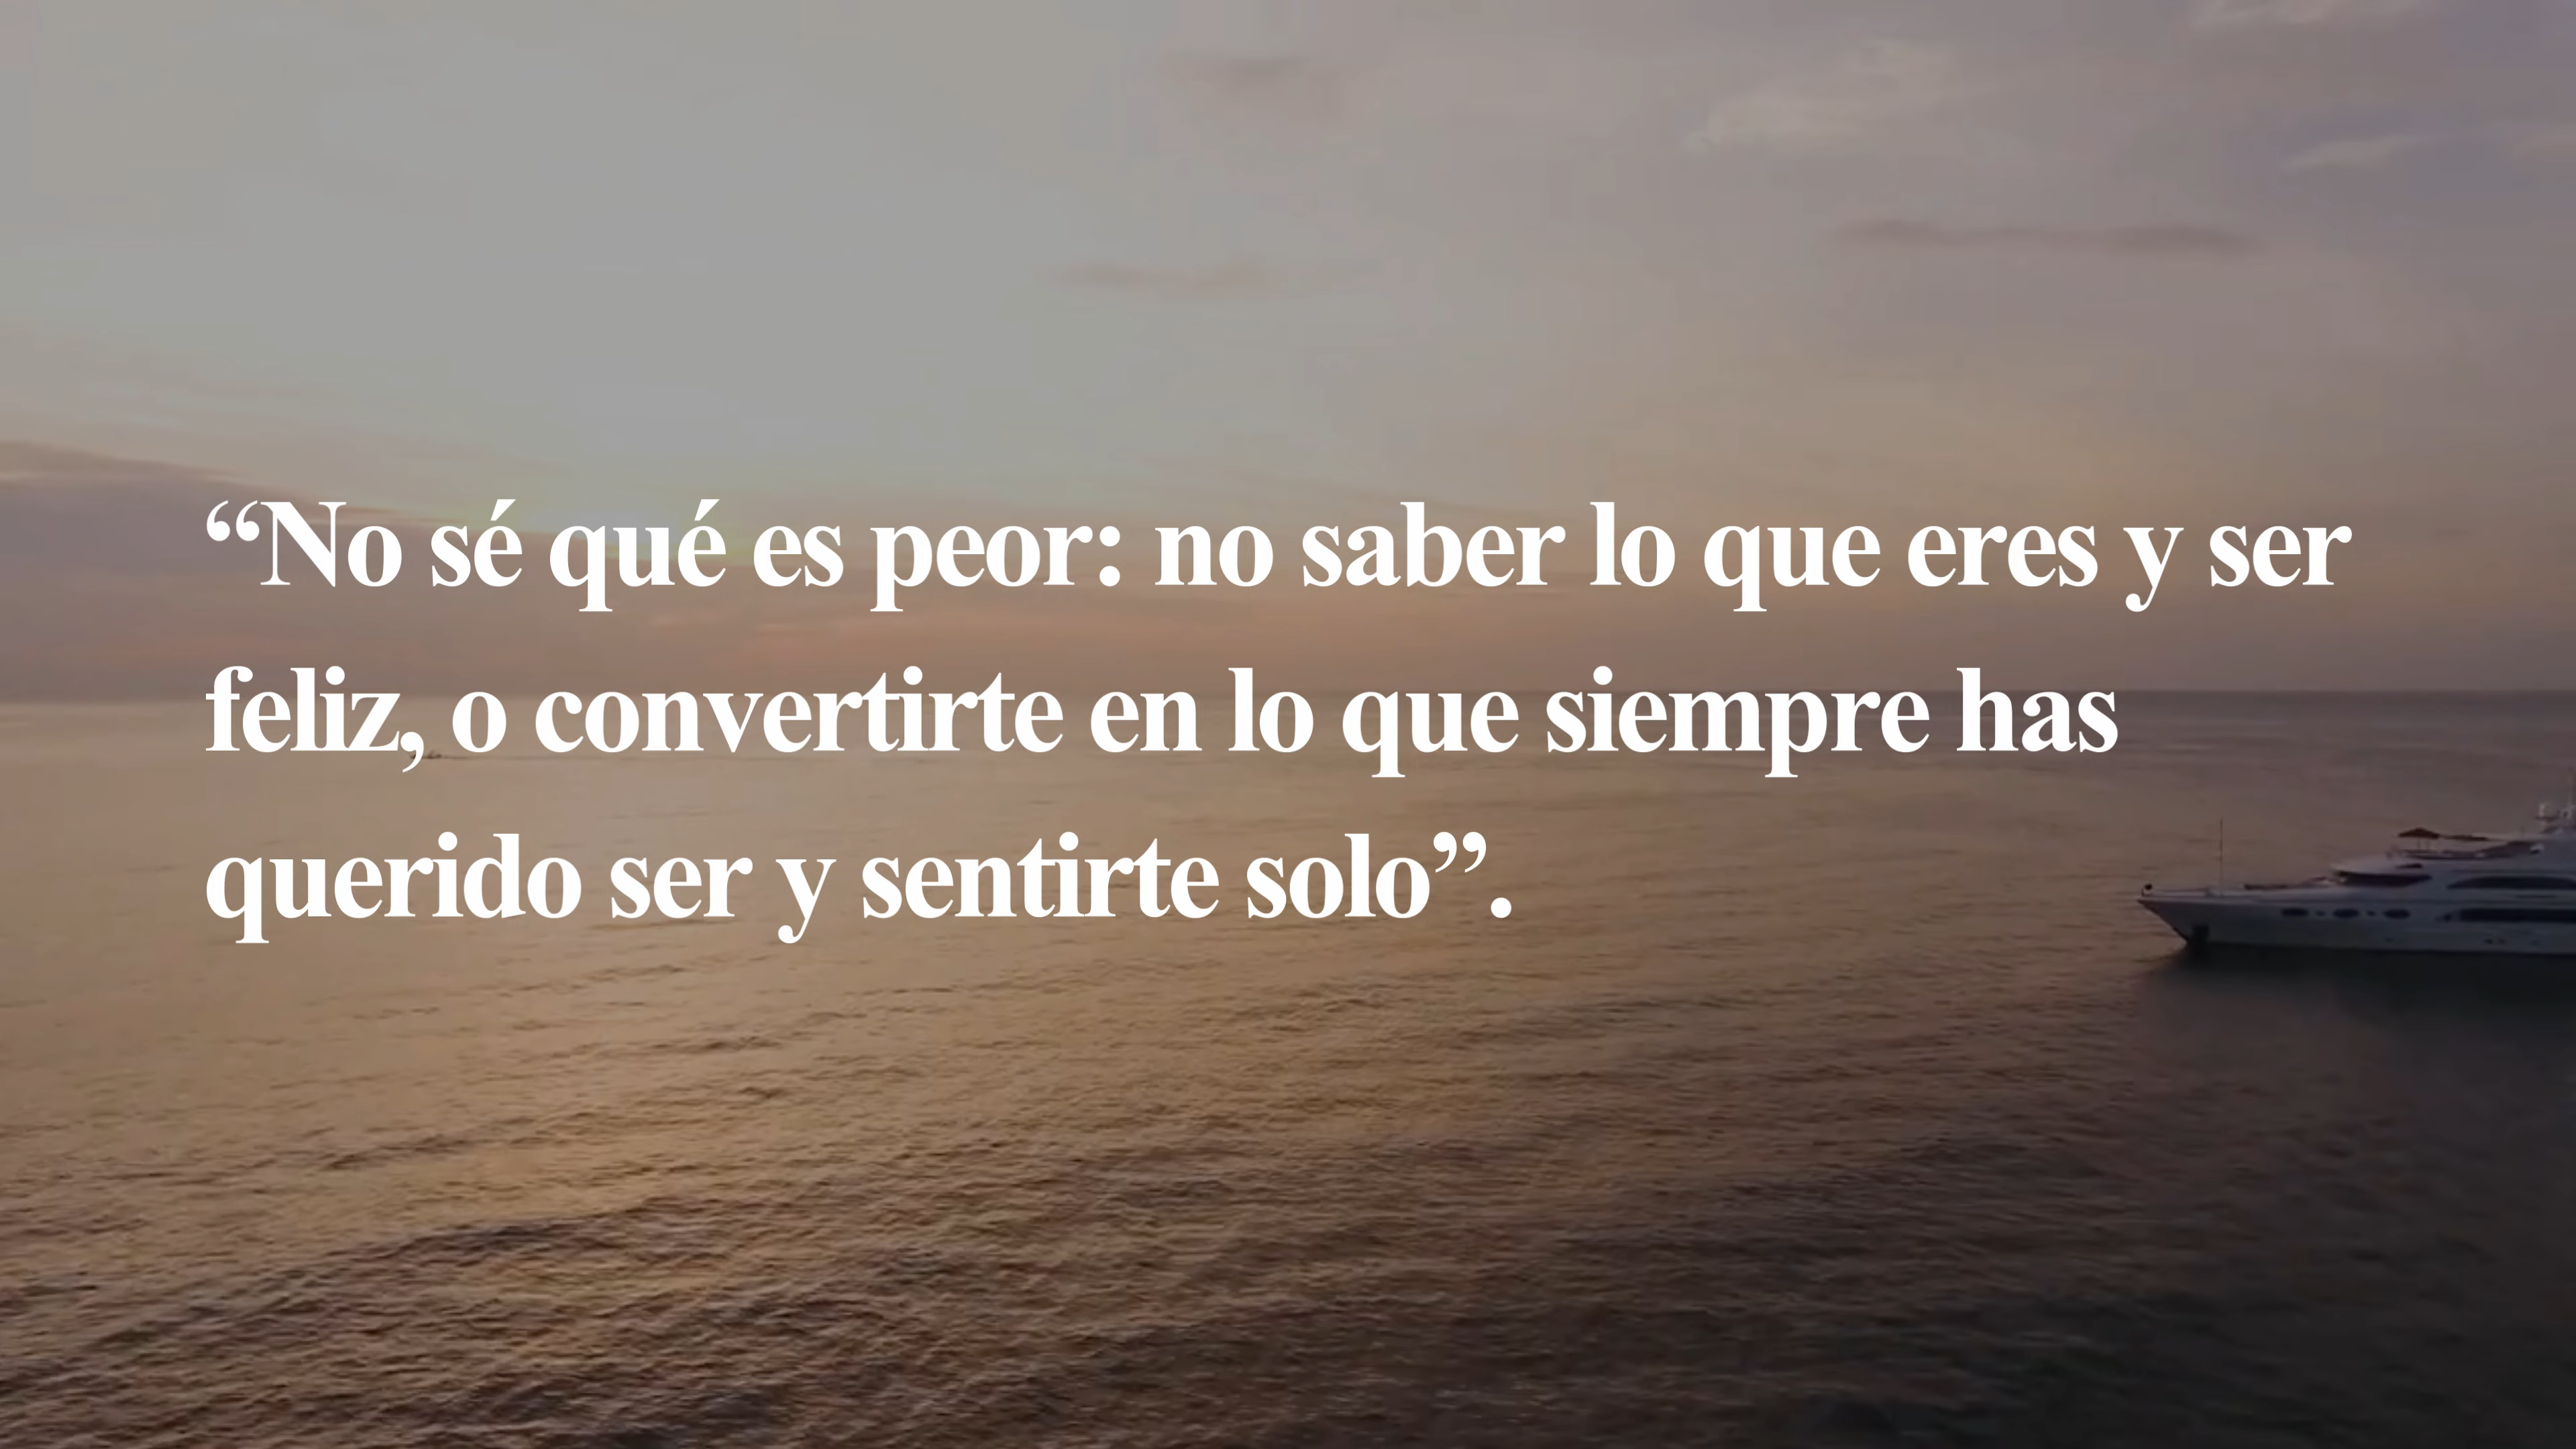 “No sé qué es peor: no saber lo que eres y ser
feliz, o convertirte en lo que siempre has
querido ser y sentirte solo”.